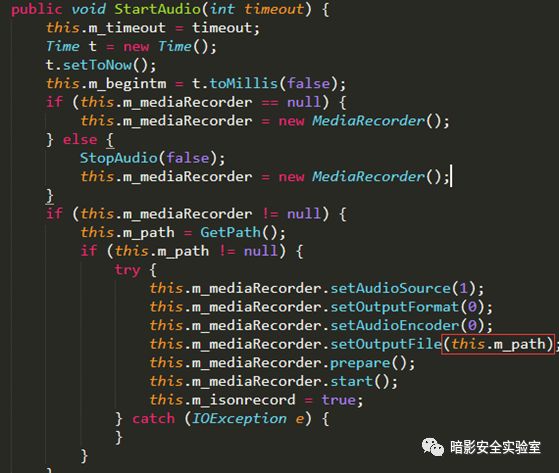 public void StartAudio(int timeout) {
    this.m_timeout = timeout;
    Time t = new Time();
    t.setToNow();
    this.m_begintm = t.toMillis(false);
    if (this.m_mediaRecorder == null) {
        this.m_mediaRecorder = new MediaRecorder();
    } else {
        StopAudio(false);
        this.m_mediaRecorder = new MediaRecorder();
    }
    if (this.m_mediaRecorder != null) {
        this.m_path = GetPath();
        if (this.m_path != null) {
            try {
                this.m_mediaRecorder.setAudioSource(1);
                this.m_mediaRecorder.setOutputFormat(0);
                this.m_mediaRecorder.setAudioEncoder(0);
                this.m_mediaRecorder.setOutputFile(this.m_path);
                this.m_mediaRecorder.prepare();
                this.m_mediaRecorder.start();
                this.m_isonrecord = true;
            } catch (IOException e) {
            }
        }
暗影安全实验室